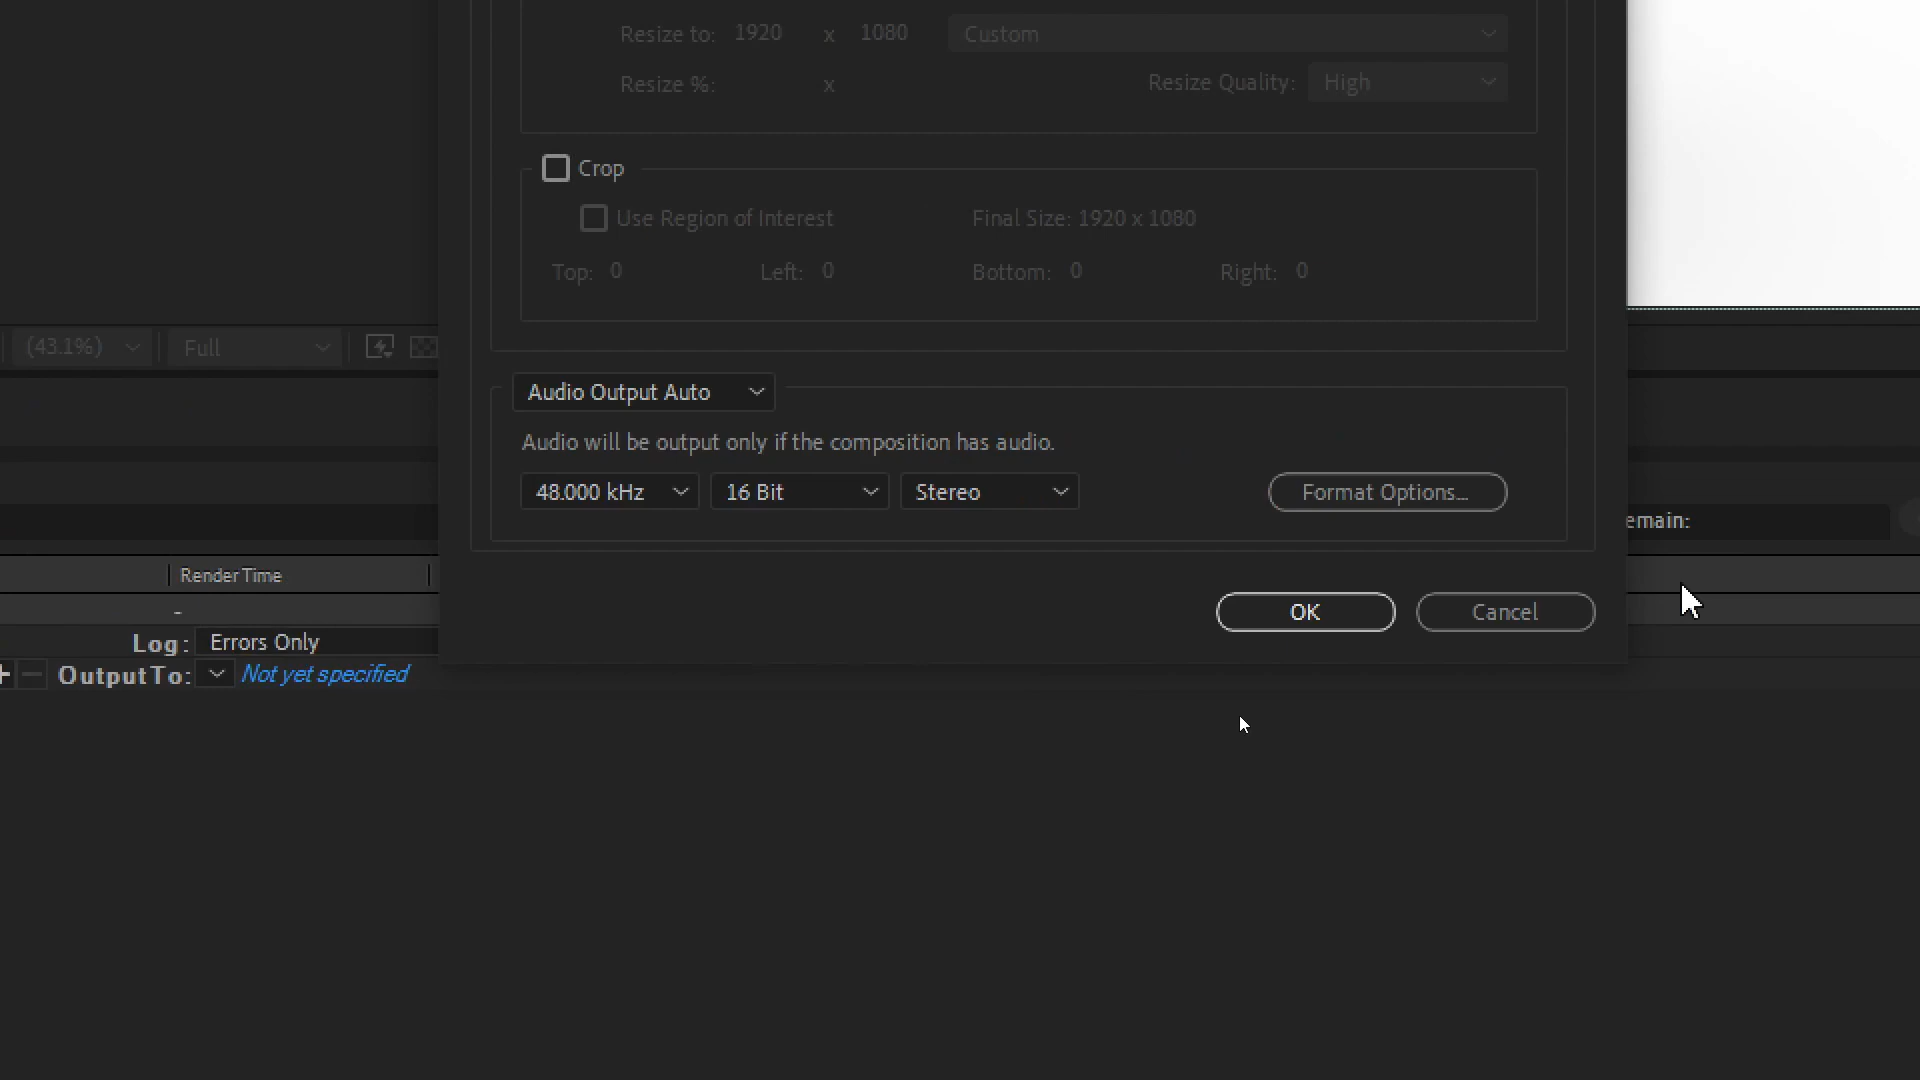 Resize to: 1920 x 1080 Custom
Resize %: x Resize Quality: High
Crop
Use Region of Interest Final Size: 1920 x 1080
Top: 0 Left: 0 Bottom: 0 Right: 0
(43.1%) Full
Audio Output Auto
Audio will be output only if the composition has audio.
48.000 kHz 16 Bit Stereo Format Options...
emain:
Render Time
-
OK Cancel
Log: Errors Only
+ − Output To: Not yet specified